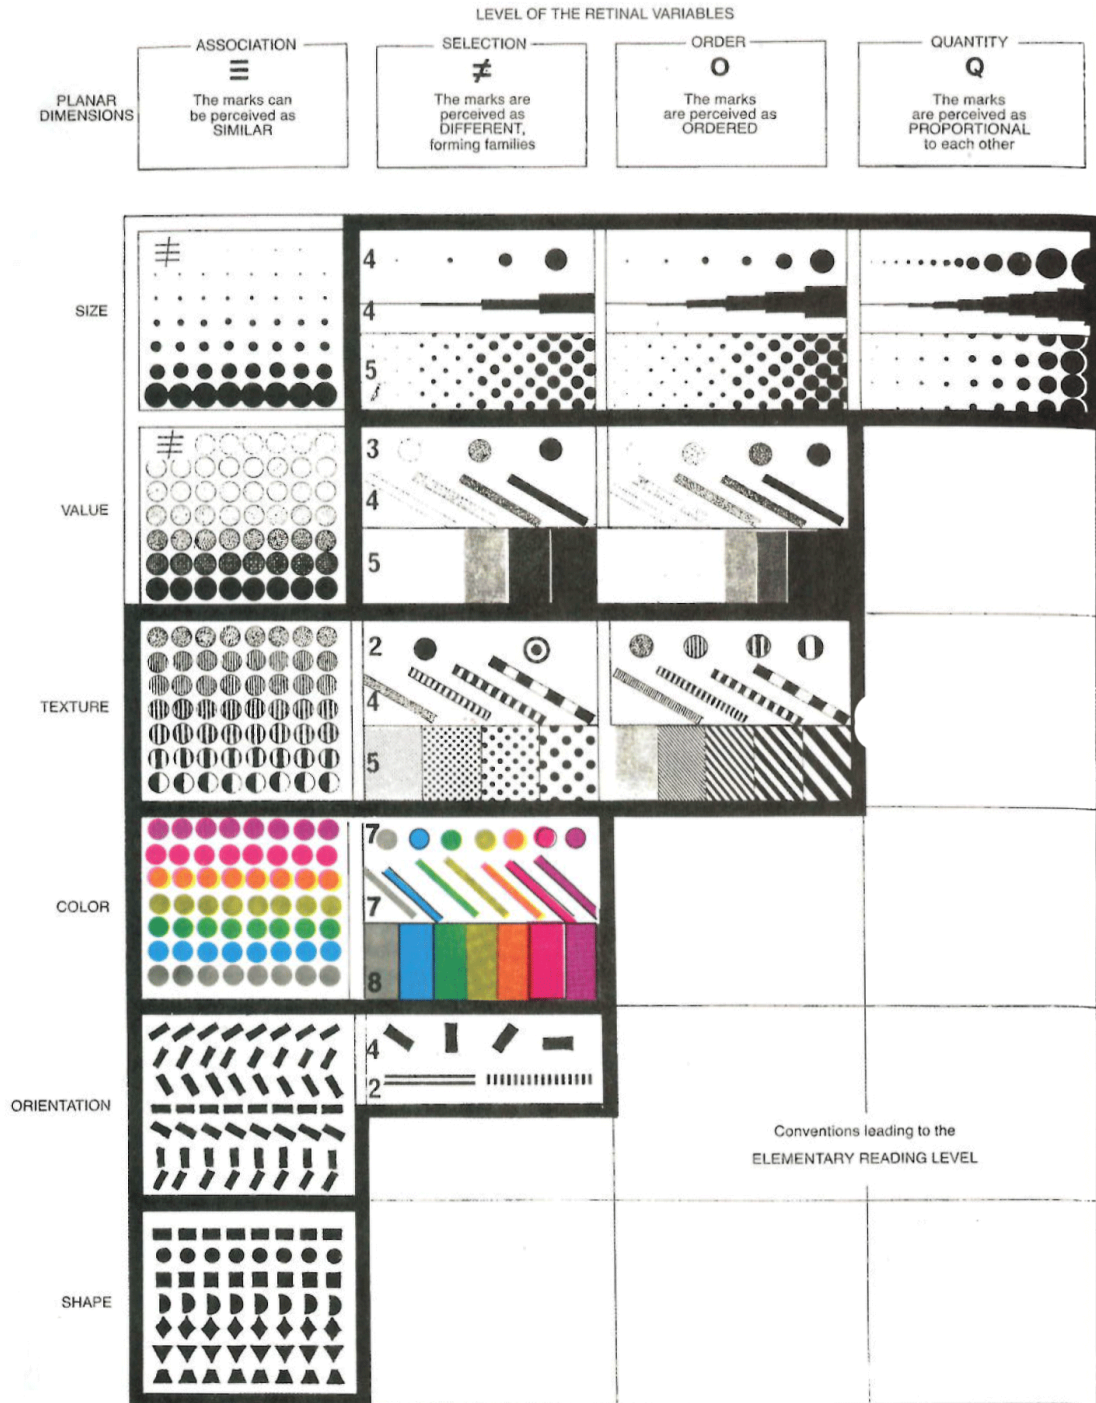 LEVEL OF THE RETINAL VARIABLES
ASSOCIATION
≡
The marks can
be perceived as
SIMILAR
SELECTION
≠
The marks are
perceived as
DIFFERENT,
forming families
ORDER
O
The marks
are perceived as
ORDERED
QUANTITY
Q
The marks
are perceived as
PROPORTIONAL
to each other
PLANAR
DIMENSIONS
SIZE
≢
4
4
5
VALUE
≢
3
4
5
TEXTURE
2
4
5
COLOR
7
7
8
ORIENTATION
4
2
Conventions leading to the
ELEMENTARY READING LEVEL
SHAPE